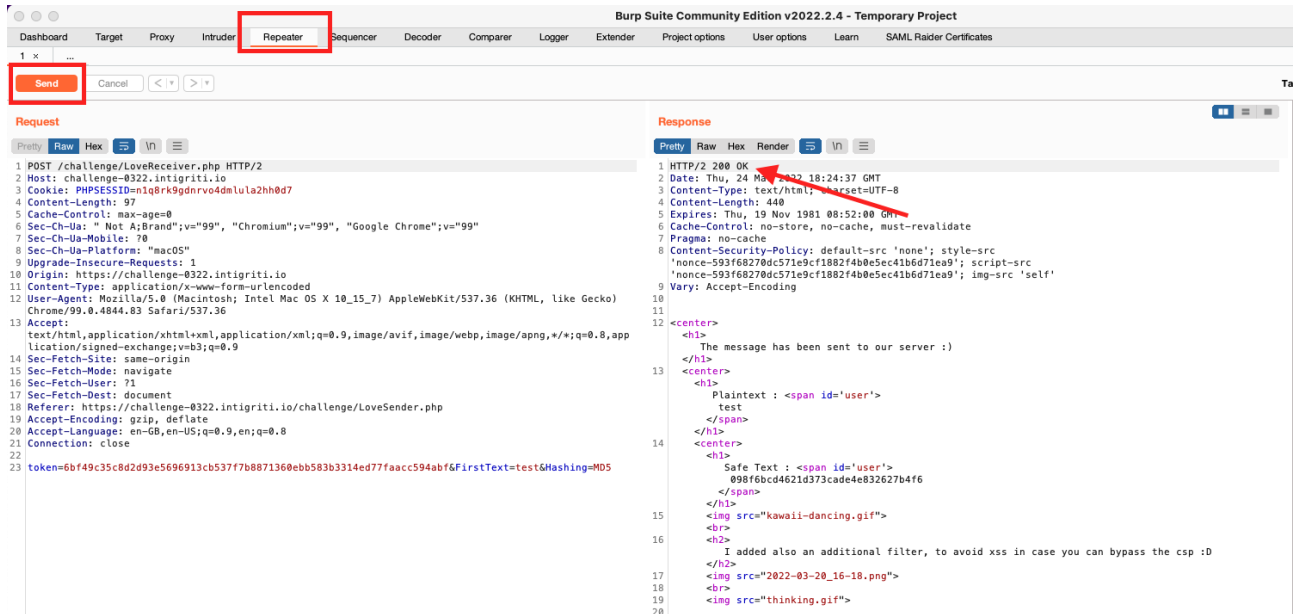 Burp Suite Community Edition v2022.2.4 - Temporary Project
Dashboard Target Proxy Intruder Repeater Sequencer Decoder Comparer Logger Extender Project options User options Learn SAML Raider Certificates
1 × ...
Send Cancel < > Ta
Request
Pretty Raw Hex \n
1 POST /challenge/LoveReceiver.php HTTP/2
2 Host: challenge-0322.intigriti.io
3 Cookie: PHPSESSID=n1q8rk9gdnrvo4dmlula2hh0d7
4 Content-Length: 97
5 Cache-Control: max-age=0
6 Sec-Ch-Ua: " Not A;Brand";v="99", "Chromium";v="99", "Google Chrome";v="99"
7 Sec-Ch-Ua-Mobile: ?0
8 Sec-Ch-Ua-Platform: "macOS"
9 Upgrade-Insecure-Requests: 1
10 Origin: https://challenge-0322.intigriti.io
11 Content-Type: application/x-www-form-urlencoded
12 User-Agent: Mozilla/5.0 (Macintosh; Intel Mac OS X 10_15_7) AppleWebKit/537.36 (KHTML, like Gecko)
Chrome/99.0.4844.83 Safari/537.36
13 Accept:
text/html,application/xhtml+xml,application/xml;q=0.9,image/avif,image/webp,image/apng,*/*;q=0.8,app
lication/signed-exchange;v=b3;q=0.9
14 Sec-Fetch-Site: same-origin
15 Sec-Fetch-Mode: navigate
16 Sec-Fetch-User: ?1
17 Sec-Fetch-Dest: document
18 Referer: https://challenge-0322.intigriti.io/challenge/LoveSender.php
19 Accept-Encoding: gzip, deflate
20 Accept-Language: en-GB,en-US;q=0.9,en;q=0.8
21 Connection: close
22
23 token=6bf49c35c8d2d93e5696913cb537f7b8871360ebb583b3314ed77faacc594abf&FirstText=test&Hashing=MD5
Response
Pretty Raw Hex Render \n
1 HTTP/2 200 OK
2 Date: Thu, 24 Mar 2022 18:24:37 GMT
3 Content-Type: text/html; charset=UTF-8
4 Content-Length: 440
5 Expires: Thu, 19 Nov 1981 08:52:00 GMT
6 Cache-Control: no-store, no-cache, must-revalidate
7 Pragma: no-cache
8 Content-Security-Policy: default-src 'none'; style-src
'nonce-593f68270dc571e9cf1882f4b0e5ec41b6d71ea9'; script-src
'nonce-593f68270dc571e9cf1882f4b0e5ec41b6d71ea9'; img-src 'self'
9 Vary: Accept-Encoding
10
11
12 <center>
<h1>
The message has been sent to our server :)
</h1>
13 <center>
<h1>
Plaintext : <span id='user'>
test
</span>
</h1>
14 <center>
<h1>
Safe Text : <span id='user'>
098f6bcd4621d373cade4e832627b4f6
</span>
</h1>
15 <img src="kawaii-dancing.gif">
<br>
16 <h2>
I added also an additional filter, to avoid xss in case you can bypass the csp :D
</h2>
17 <img src="2022-03-20_16-18.png">
18 <br>
19 <img src="thinking.gif">
20